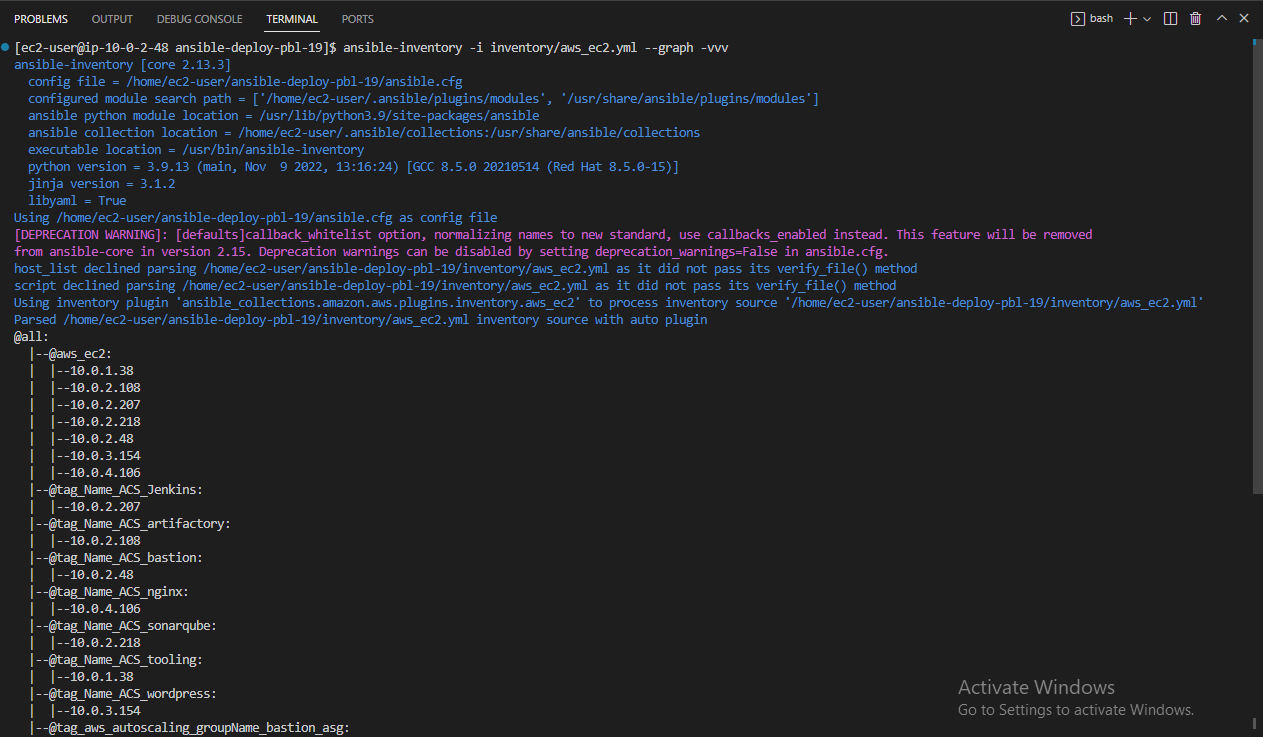 PROBLEMS OUTPUT DEBUG CONSOLE TERMINAL PORTS bash
[ec2-user@ip-10-0-2-48 ansible-deploy-pbl-19]$ ansible-inventory -i inventory/aws_ec2.yml --graph -vvv
ansible-inventory [core 2.13.3]
  config file = /home/ec2-user/ansible-deploy-pbl-19/ansible.cfg
  configured module search path = ['/home/ec2-user/.ansible/plugins/modules', '/usr/share/ansible/plugins/modules']
  ansible python module location = /usr/lib/python3.9/site-packages/ansible
  ansible collection location = /home/ec2-user/.ansible/collections:/usr/share/ansible/collections
  executable location = /usr/bin/ansible-inventory
  python version = 3.9.13 (main, Nov  9 2022, 13:16:24) [GCC 8.5.0 20210514 (Red Hat 8.5.0-15)]
  jinja version = 3.1.2
  libyaml = True
Using /home/ec2-user/ansible-deploy-pbl-19/ansible.cfg as config file
[DEPRECATION WARNING]: [defaults]callback_whitelist option, normalizing names to new standard, use callbacks_enabled instead. This feature will be removed
from ansible-core in version 2.15. Deprecation warnings can be disabled by setting deprecation_warnings=False in ansible.cfg.
host_list declined parsing /home/ec2-user/ansible-deploy-pbl-19/inventory/aws_ec2.yml as it did not pass its verify_file() method
script declined parsing /home/ec2-user/ansible-deploy-pbl-19/inventory/aws_ec2.yml as it did not pass its verify_file() method
Using inventory plugin 'ansible_collections.amazon.aws.plugins.inventory.aws_ec2' to process inventory source '/home/ec2-user/ansible-deploy-pbl-19/inventory/aws_ec2.yml'
Parsed /home/ec2-user/ansible-deploy-pbl-19/inventory/aws_ec2.yml inventory source with auto plugin
@all:
  |--@aws_ec2:
  |  |--10.0.1.38
  |  |--10.0.2.108
  |  |--10.0.2.207
  |  |--10.0.2.218
  |  |--10.0.2.48
  |  |--10.0.3.154
  |  |--10.0.4.106
  |--@tag_Name_ACS_Jenkins:
  |  |--10.0.2.207
  |--@tag_Name_ACS_artifactory:
  |  |--10.0.2.108
  |--@tag_Name_ACS_bastion:
  |  |--10.0.2.48
  |--@tag_Name_ACS_nginx:
  |  |--10.0.4.106
  |--@tag_Name_ACS_sonarqube:
  |  |--10.0.2.218
  |--@tag_Name_ACS_tooling:
  |  |--10.0.1.38
  |--@tag_Name_ACS_wordpress:
  |  |--10.0.3.154
  |--@tag_aws_autoscaling_groupName_bastion_asg:
Activate Windows
Go to Settings to activate Windows.